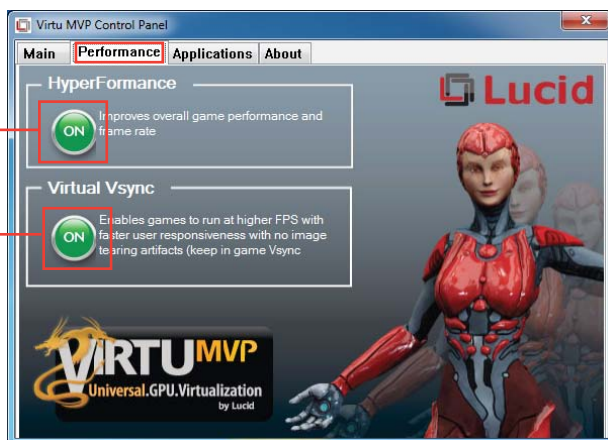 Virtu MVP Control Panel
Main Performance Applications About
HyperFormance
Lucid
ON
Improves overall game performance and
frame rate
Virtual Vsync
ON
Enables games to run at higher FPS with
faster user responsiveness with no image
tearing artifacts (keep in game Vsync
VIRTU MVP
Universal.GPU.Virtualization
by Lucid